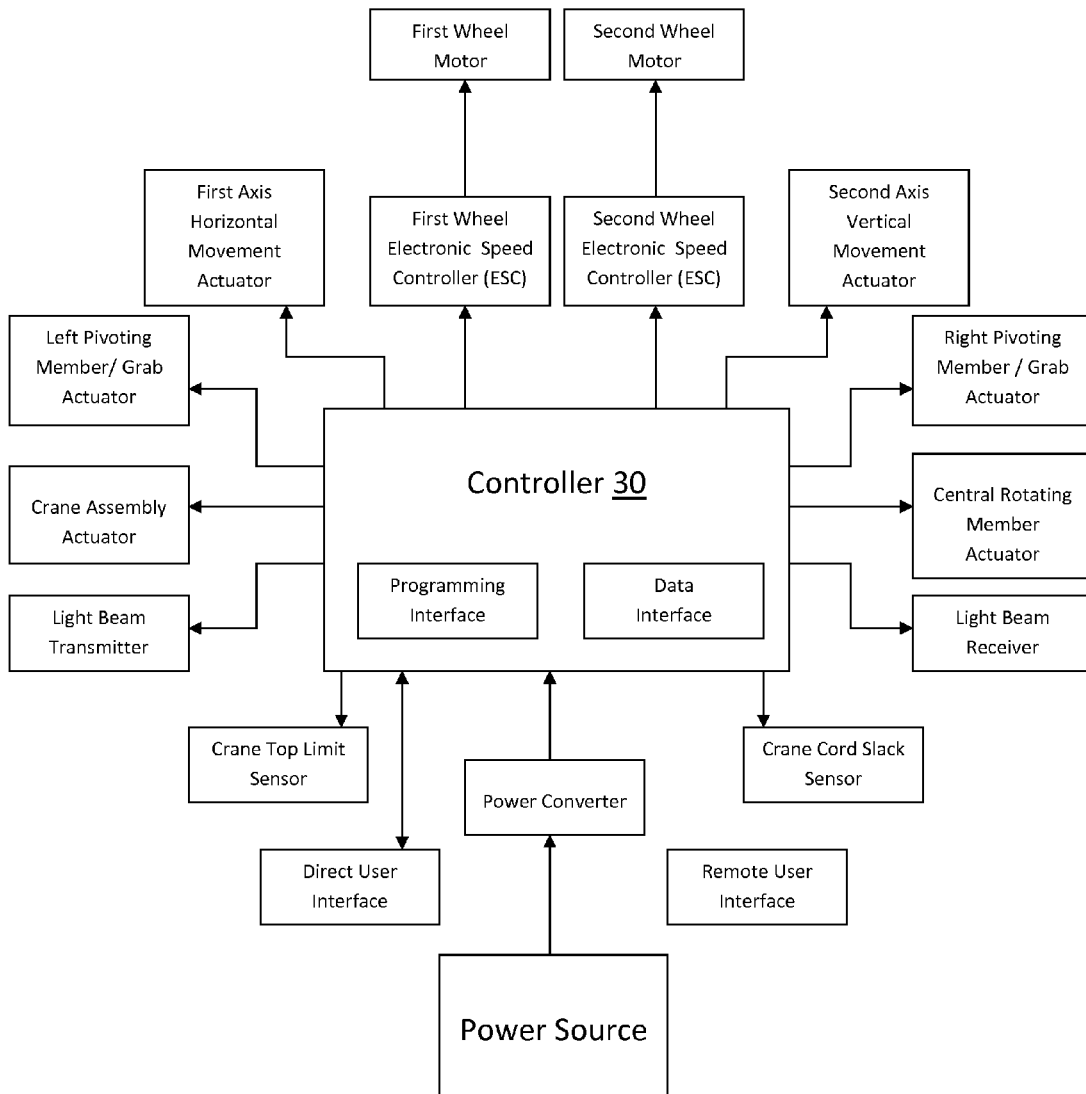 First Wheel
Motor
Second Wheel
Motor
First Axis
Horizontal
Movement
Actuator
First Wheel
Electronic Speed
Controller (ESC)
Second Wheel
Electronic Speed
Controller (ESC)
Second Axis
Vertical
Movement
Actuator
Left Pivoting
Member/ Grab
Actuator
Right Pivoting
Member / Grab
Actuator
Controller 30
Crane Assembly
Actuator
Central Rotating
Member
Actuator
Programming
Interface
Data
Interface
Light Beam
Transmitter
Light Beam
Receiver
Crane Top Limit
Sensor
Crane Cord Slack
Sensor
Power Converter
Direct User
Interface
Remote User
Interface
Power Source